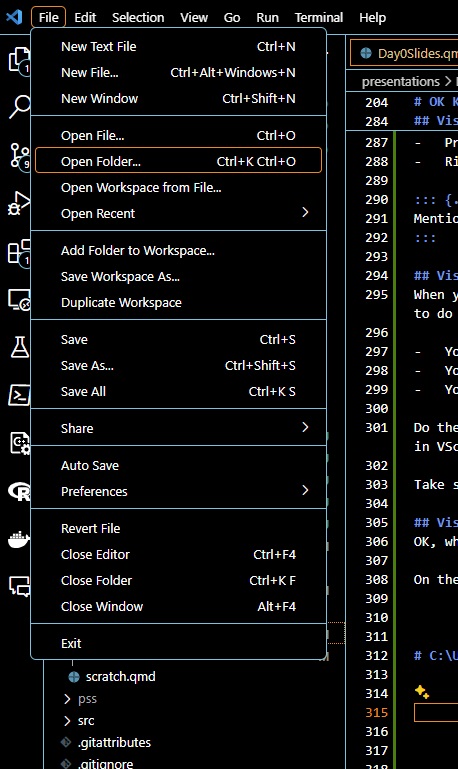 File Edit Selection View Go Run Terminal Help
New Text File Ctrl+N
New File... Ctrl+Alt+Windows+N
New Window Ctrl+Shift+N
Open File... Ctrl+O
Open Folder... Ctrl+K Ctrl+O
Open Workspace from File...
Open Recent
Add Folder to Workspace...
Save Workspace As...
Duplicate Workspace
Save Ctrl+S
Save As... Ctrl+Shift+S
Save All Ctrl+K S
Share
Auto Save
Preferences
Revert File
Close Editor Ctrl+F4
Close Folder Ctrl+K F
Close Window Alt+F4
Exit
scratch.qmd
pss
src
.gitattributes
.gitignore
1
9
1
Day0Slides.qm
presentations >
204 # OK K
284 ## Vis
287 - Pr
288 - Ri
289
290 ::: {.
291 Mentio
292 :::
293
294 ## Vis
295 When y
to do
296
297 - Yo
298 - Yo
299 - Yo
300
301 Do the
in VSc
302
303 Take s
304
305 ## Vis
306 OK, wh
307
308 On the
309
310
311
312 # C:\U
313
314
315
316
317
318